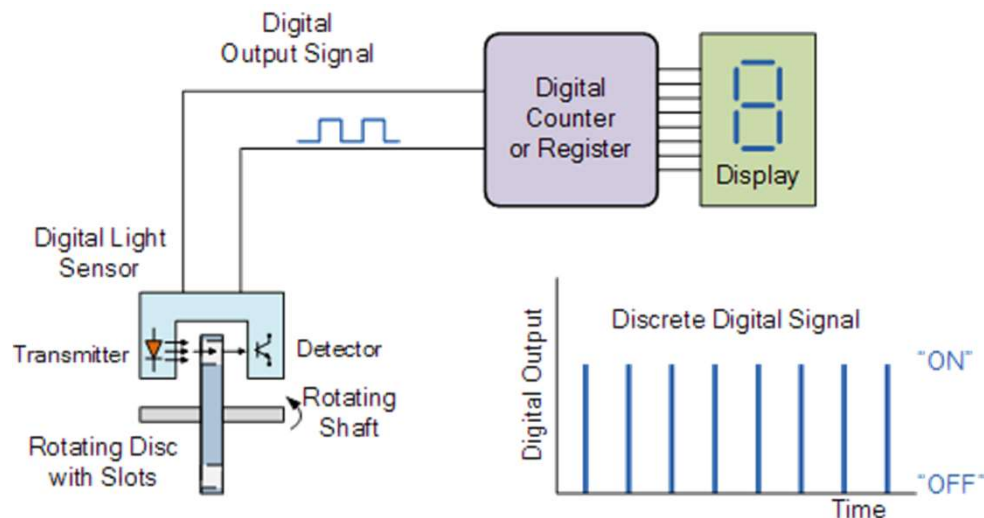 Digital
Output Signal
Digital
Counter
or Register
Display
Digital Light
Sensor
Transmitter
Detector
Rotating
Shaft
Rotating Disc
with Slots
Discrete Digital Signal
Digital Output
"ON"
"OFF"
Time